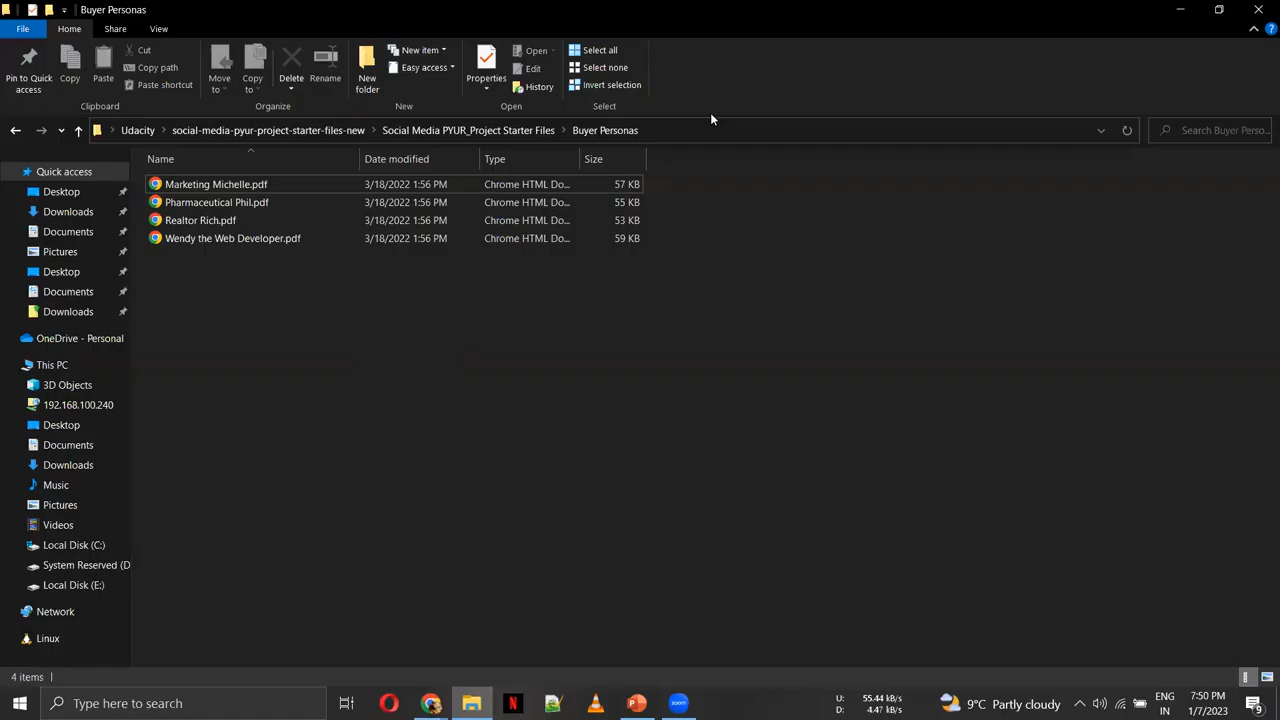 Buyer Personas
File Home Share View
Pin to Quick access
Copy
Paste
Cut
Copy path
Paste shortcut
Clipboard
Move to
Copy to
Delete
Rename
Organize
New folder
New item
Easy access
New
Properties
Open
Edit
History
Open
Select all
Select none
Invert selection
Select
Udacity > social-media-pyur-project-starter-files-new > Social Media PYUR_Project Starter Files > Buyer Personas
Search Buyer Perso...
Name Date modified Type Size
Marketing Michelle.pdf 3/18/2022 1:56 PM Chrome HTML Do... 57 KB
Pharmaceutical Phil.pdf 3/18/2022 1:56 PM Chrome HTML Do... 55 KB
Realtor Rich.pdf 3/18/2022 1:56 PM Chrome HTML Do... 53 KB
Wendy the Web Developer.pdf 3/18/2022 1:56 PM Chrome HTML Do... 59 KB
Quick access
Desktop
Downloads
Documents
Pictures
Desktop
Documents
Downloads
OneDrive - Personal
This PC
3D Objects
192.168.100.240
Desktop
Documents
Downloads
Music
Pictures
Videos
Local Disk (C:)
System Reserved (D
Local Disk (E:)
Network
Linux
4 items
Type here to search
U: 55.44 kB/s
D: 4.47 kB/s
9°C Partly cloudy
ENG
IN
7:50 PM
1/7/2023
9